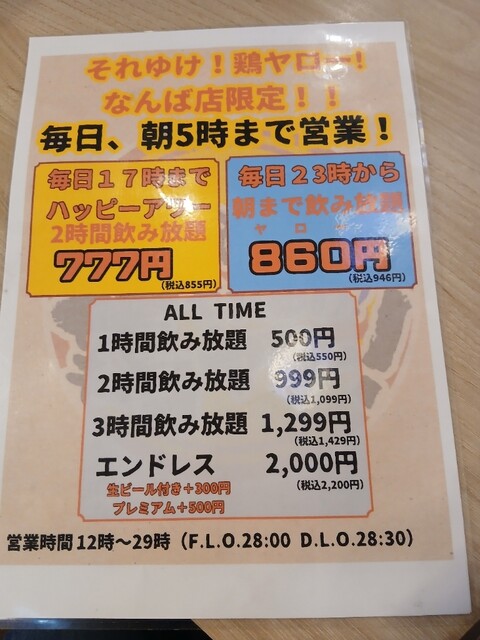 それゆけ！鶏ヤロー！
なんば店限定！！
毎日、朝5時まで営業！
毎日１７時まで
ハッピーアワー
2時間飲み放題
777円
(税込855円)
毎日２３時から
朝まで飲み放題
ヤ ロ
860円
(税込946円)
ALL TIME
1時間飲み放題 500円
(税込550円)
2時間飲み放題 999円
(税込1,099円)
3時間飲み放題 1,299円
(税込1,429円)
エンドレス 2,000円
(税込2,200円)
生ビール付き＋300円
プレミアム＋500円
営業時間 12時～29時（F.L.O.28:00 D.L.O.28:30）